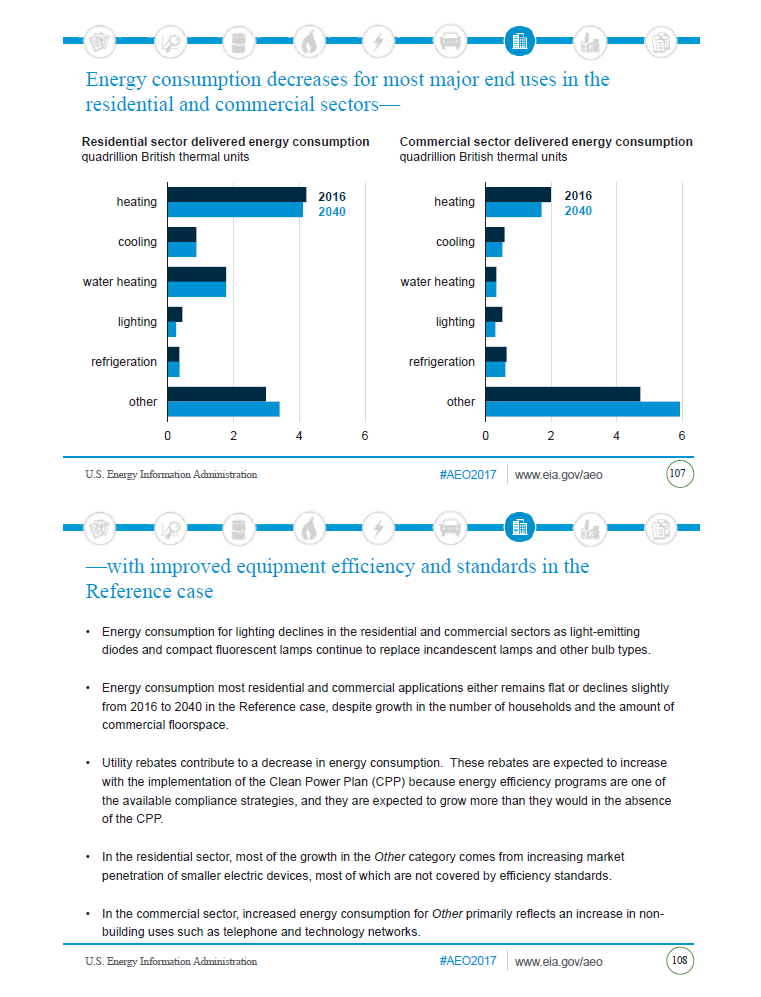 Energy consumption decreases for most major end uses in the
residential and commercial sectors—
Residential sector delivered energy consumption
quadrillion British thermal units
heating
cooling
water heating
lighting
refrigeration
other
2016
2040
0 2 4 6
Commercial sector delivered energy consumption
quadrillion British thermal units
heating
cooling
water heating
lighting
refrigeration
other
2016
2040
0 2 4 6
U.S. Energy Information Administration
#AEO2017
www.eia.gov/aeo
107
—with improved equipment efficiency and standards in the
Reference case
• Energy consumption for lighting declines in the residential and commercial sectors as light-emitting
diodes and compact fluorescent lamps continue to replace incandescent lamps and other bulb types.
• Energy consumption most residential and commercial applications either remains flat or declines slightly
from 2016 to 2040 in the Reference case, despite growth in the number of households and the amount of
commercial floorspace.
• Utility rebates contribute to a decrease in energy consumption. These rebates are expected to increase
with the implementation of the Clean Power Plan (CPP) because energy efficiency programs are one of
the available compliance strategies, and they are expected to grow more than they would in the absence
of the CPP.
• In the residential sector, most of the growth in the Other category comes from increasing market
penetration of smaller electric devices, most of which are not covered by efficiency standards.
• In the commercial sector, increased energy consumption for Other primarily reflects an increase in non-
building uses such as telephone and technology networks.
U.S. Energy Information Administration
#AEO2017
www.eia.gov/aeo
108